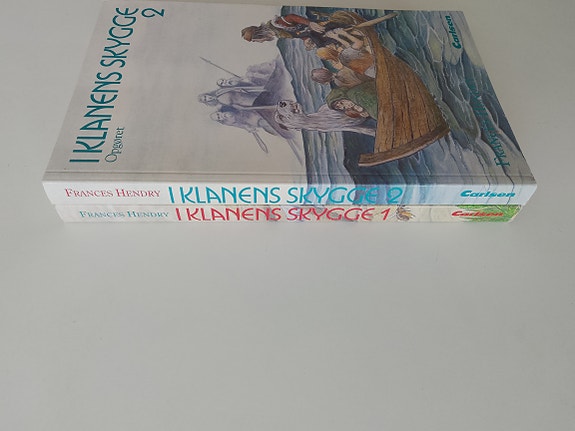 I KLANENS SKYGGE
2
Opgøret
Carlsen
FRANCES HENDRY I KLANENS SKYGGE 2 Carlsen
FRANCES HENDRY I KLANENS SKYGGE 1 Carlsen